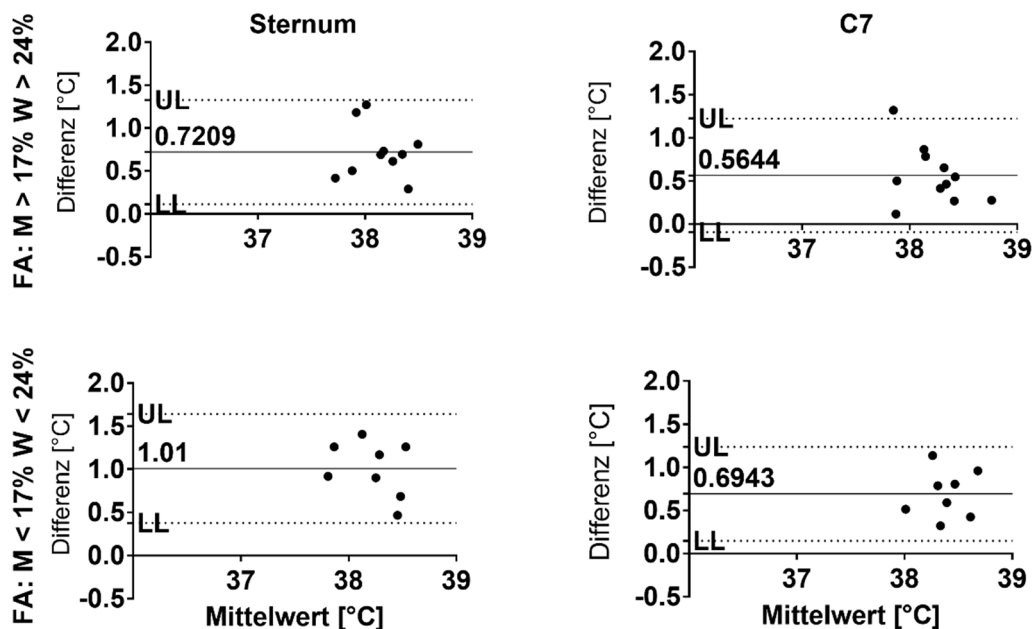 Sternum
FA: M > 17% W > 24%
Differenz [°C]
2.0
1.5
1.0
0.5
0.0
-0.5
UL
0.7209
LL
37
38
39
C7
Differenz [°C]
2.0
1.5
1.0
0.5
0.0
-0.5
UL
0.5644
LL
37
38
39
FA: M < 17% W < 24%
Differenz [°C]
2.0
1.5
1.0
0.5
0.0
-0.5
UL
1.01
LL
37
38
39
Mittelwert [°C]
Differenz [°C]
2.0
1.5
1.0
0.5
0.0
-0.5
UL
0.6943
LL
37
38
39
Mittelwert [°C]